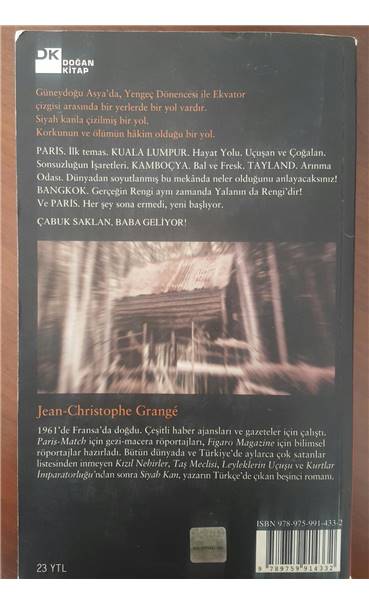 DK DOĞAN
KİTAP
Güneydoğu Asya'da, Yengeç Dönencesi ile Ekvator
çizgisi arasında bir yerlerde bir yol vardır.
Siyah kanla çizilmiş bir yol.
Korkunun ve ölümün hâkim olduğu bir yol.
PARİS. İlk temas. KUALA LUMPUR. Hayat Yolu. Uçuşan ve Çoğalan.
Sonsuzluğun İşaretleri. KAMBOÇYA. Bal ve Fresk. TAYLAND. Arınma
Odası. Dünyadan soyutlanmış bu mekânda neler olduğunu anlayacaksınız!
BANGKOK. Gerçeğin Rengi aynı zamanda Yalanın da Rengi'dir!
Ve PARİS. Her şey sona ermedi, yeni başlıyor.
ÇABUK SAKLAN, BABA GELİYOR!
Jean-Christophe Grangé
1961'de Fransa'da doğdu. Çeşitli haber ajansları ve gazeteler için çalıştı.
Paris-Match için gezi-macera röportajları, Figaro Magazine için bilimsel
röportajlar hazırladı. Bütün dünyada ve Türkiye'de aylarca çok satanlar
listesinden inmeyen Kızıl Nehirler, Taş Meclisi, Leyleklerin Uçuşu ve Kurtlar
İmparatorluğu'ndan sonra Siyah Kan, yazarın Türkçe'de çıkan beşinci romanı.
ISBN 978-975-991-433-2
9 789759 914332
23 YTL